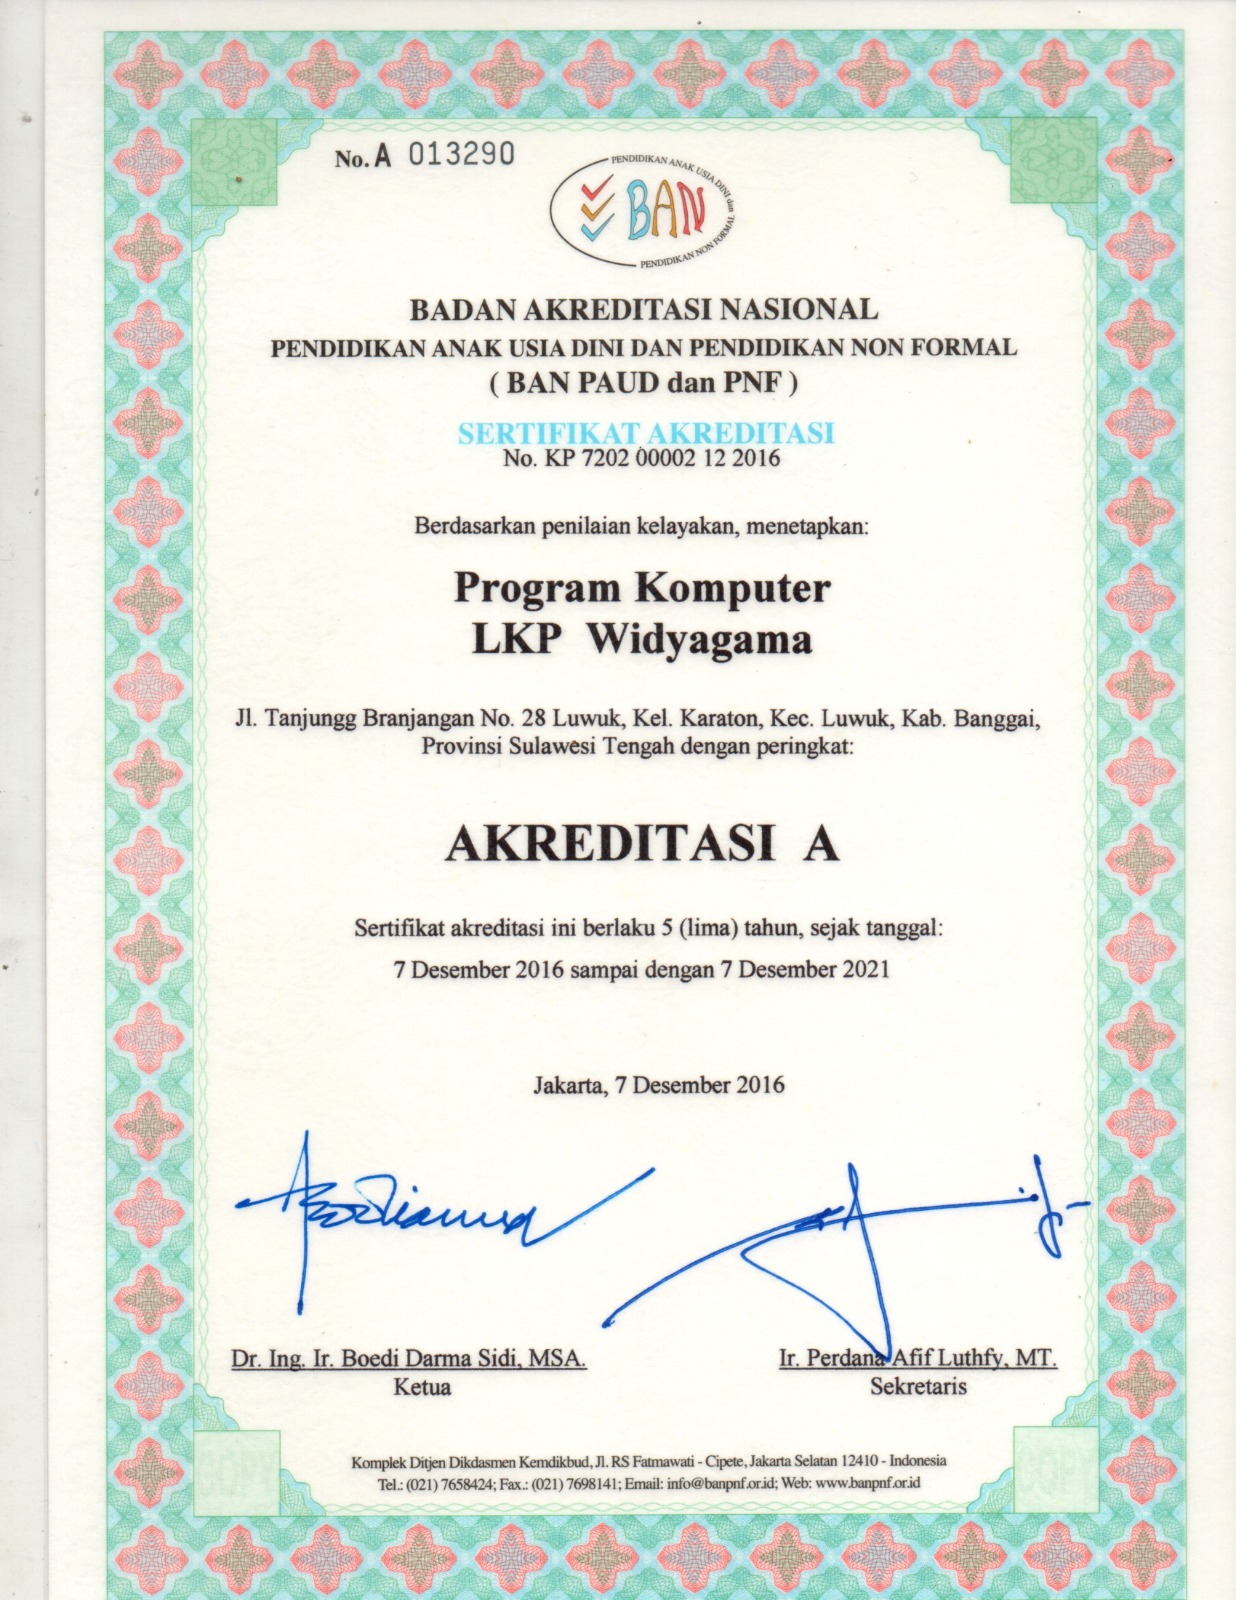 No. A 013290
PENDIDIKAN ANAK USIA DINI dan
BAN
PENDIDIKAN NON FORMAL
BADAN AKREDITASI NASIONAL
PENDIDIKAN ANAK USIA DINI DAN PENDIDIKAN NON FORMAL
( BAN PAUD dan PNF )
SERTIFIKAT AKREDITASI
No. KP 7202 00002 12 2016
Berdasarkan penilaian kelayakan, menetapkan:
Program Komputer
LKP Widyagama
Jl. Tanjungg Branjangan No. 28 Luwuk, Kel. Karaton, Kec. Luwuk, Kab. Banggai,
Provinsi Sulawesi Tengah dengan peringkat:
AKREDITASI A
Sertifikat akreditasi ini berlaku 5 (lima) tahun, sejak tanggal:
7 Desember 2016 sampai dengan 7 Desember 2021
Jakarta, 7 Desember 2016
Dr. Ing. Ir. Boedi Darma Sidi, MSA.
Ketua
Ir. Perdana Afif Luthfy, MT.
Sekretaris
Komplek Ditjen Dikdasmen Kemdikbud, Jl. RS Fatmawati - Cipete, Jakarta Selatan 12410 - Indonesia
Tel.: (021) 7658424; Fax.: (021) 7698141; Email: info@banpnf.or.id; Web: www.banpnf.or.id